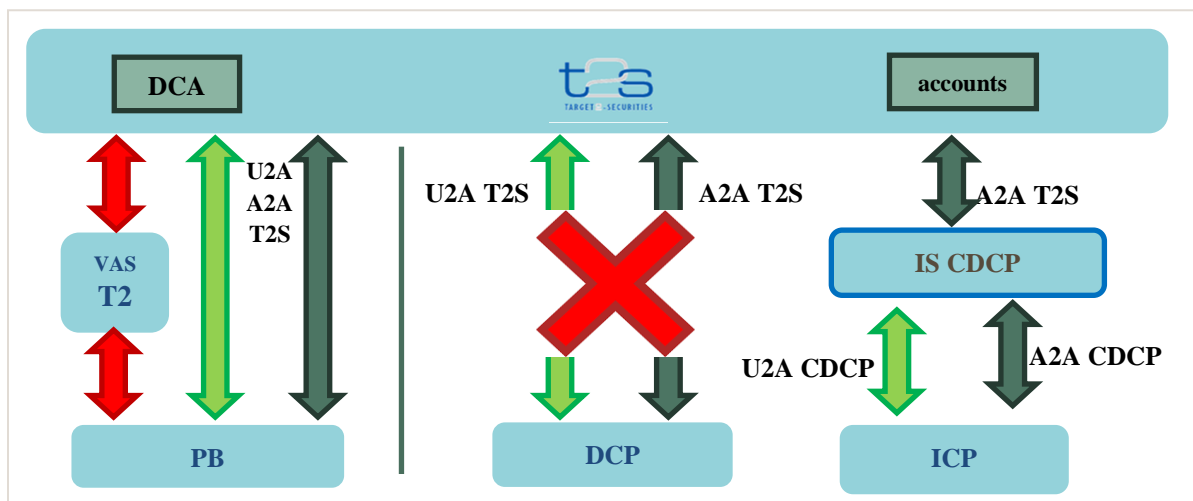 DCA
t2s
TARGET2-SECURITIES
accounts
U2A
A2A
T2S
U2A T2S
A2A T2S
A2A T2S
VAS
T2
IS CDCP
U2A CDCP
A2A CDCP
PB
DCP
ICP